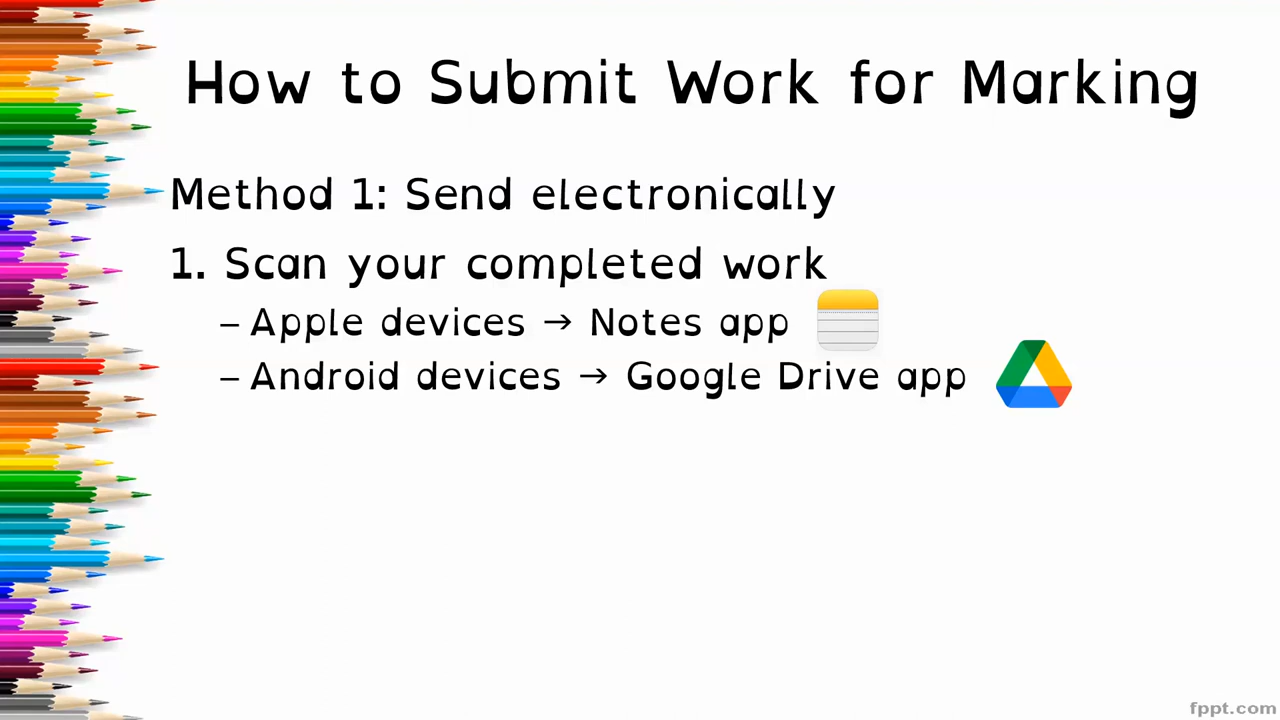 How to Submit Work for Marking
Method 1: Send electronically
1. Scan your completed work
– Apple devices → Notes app
– Android devices → Google Drive app
fppt.com